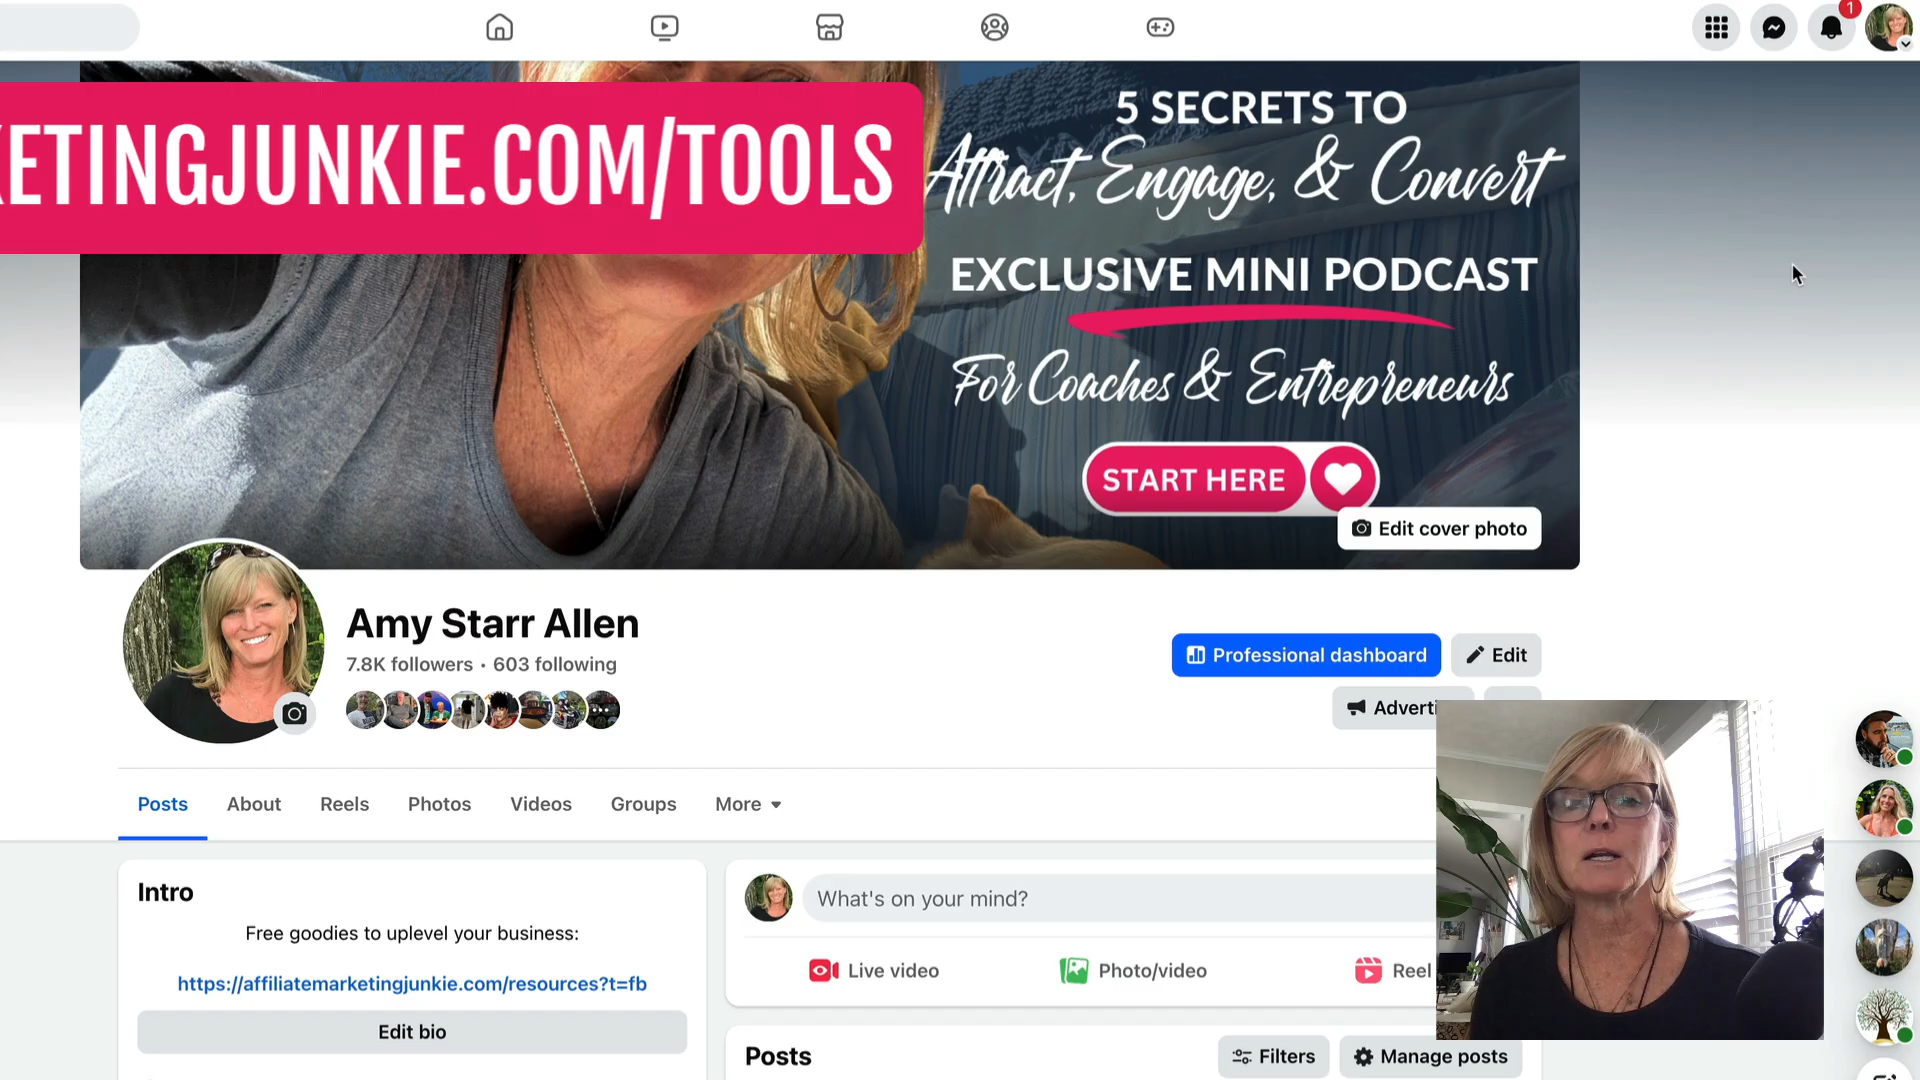 1
ETINGJUNKIE.COM/TOOLS
5 SECRETS TO
Attract, Engage, & Convert
EXCLUSIVE MINI PODCAST
For Coaches & Entrepreneurs
START HERE
Edit cover photo
Amy Starr Allen
7.8K followers · 603 following
Professional dashboard
Edit
Adverti
Posts
About
Reels
Photos
Videos
Groups
More
Intro
Free goodies to uplevel your business:
https://affiliatemarketingjunkie.com/resources?t=fb
Edit bio
What's on your mind?
Live video
Photo/video
Reel
Posts
Filters
Manage posts